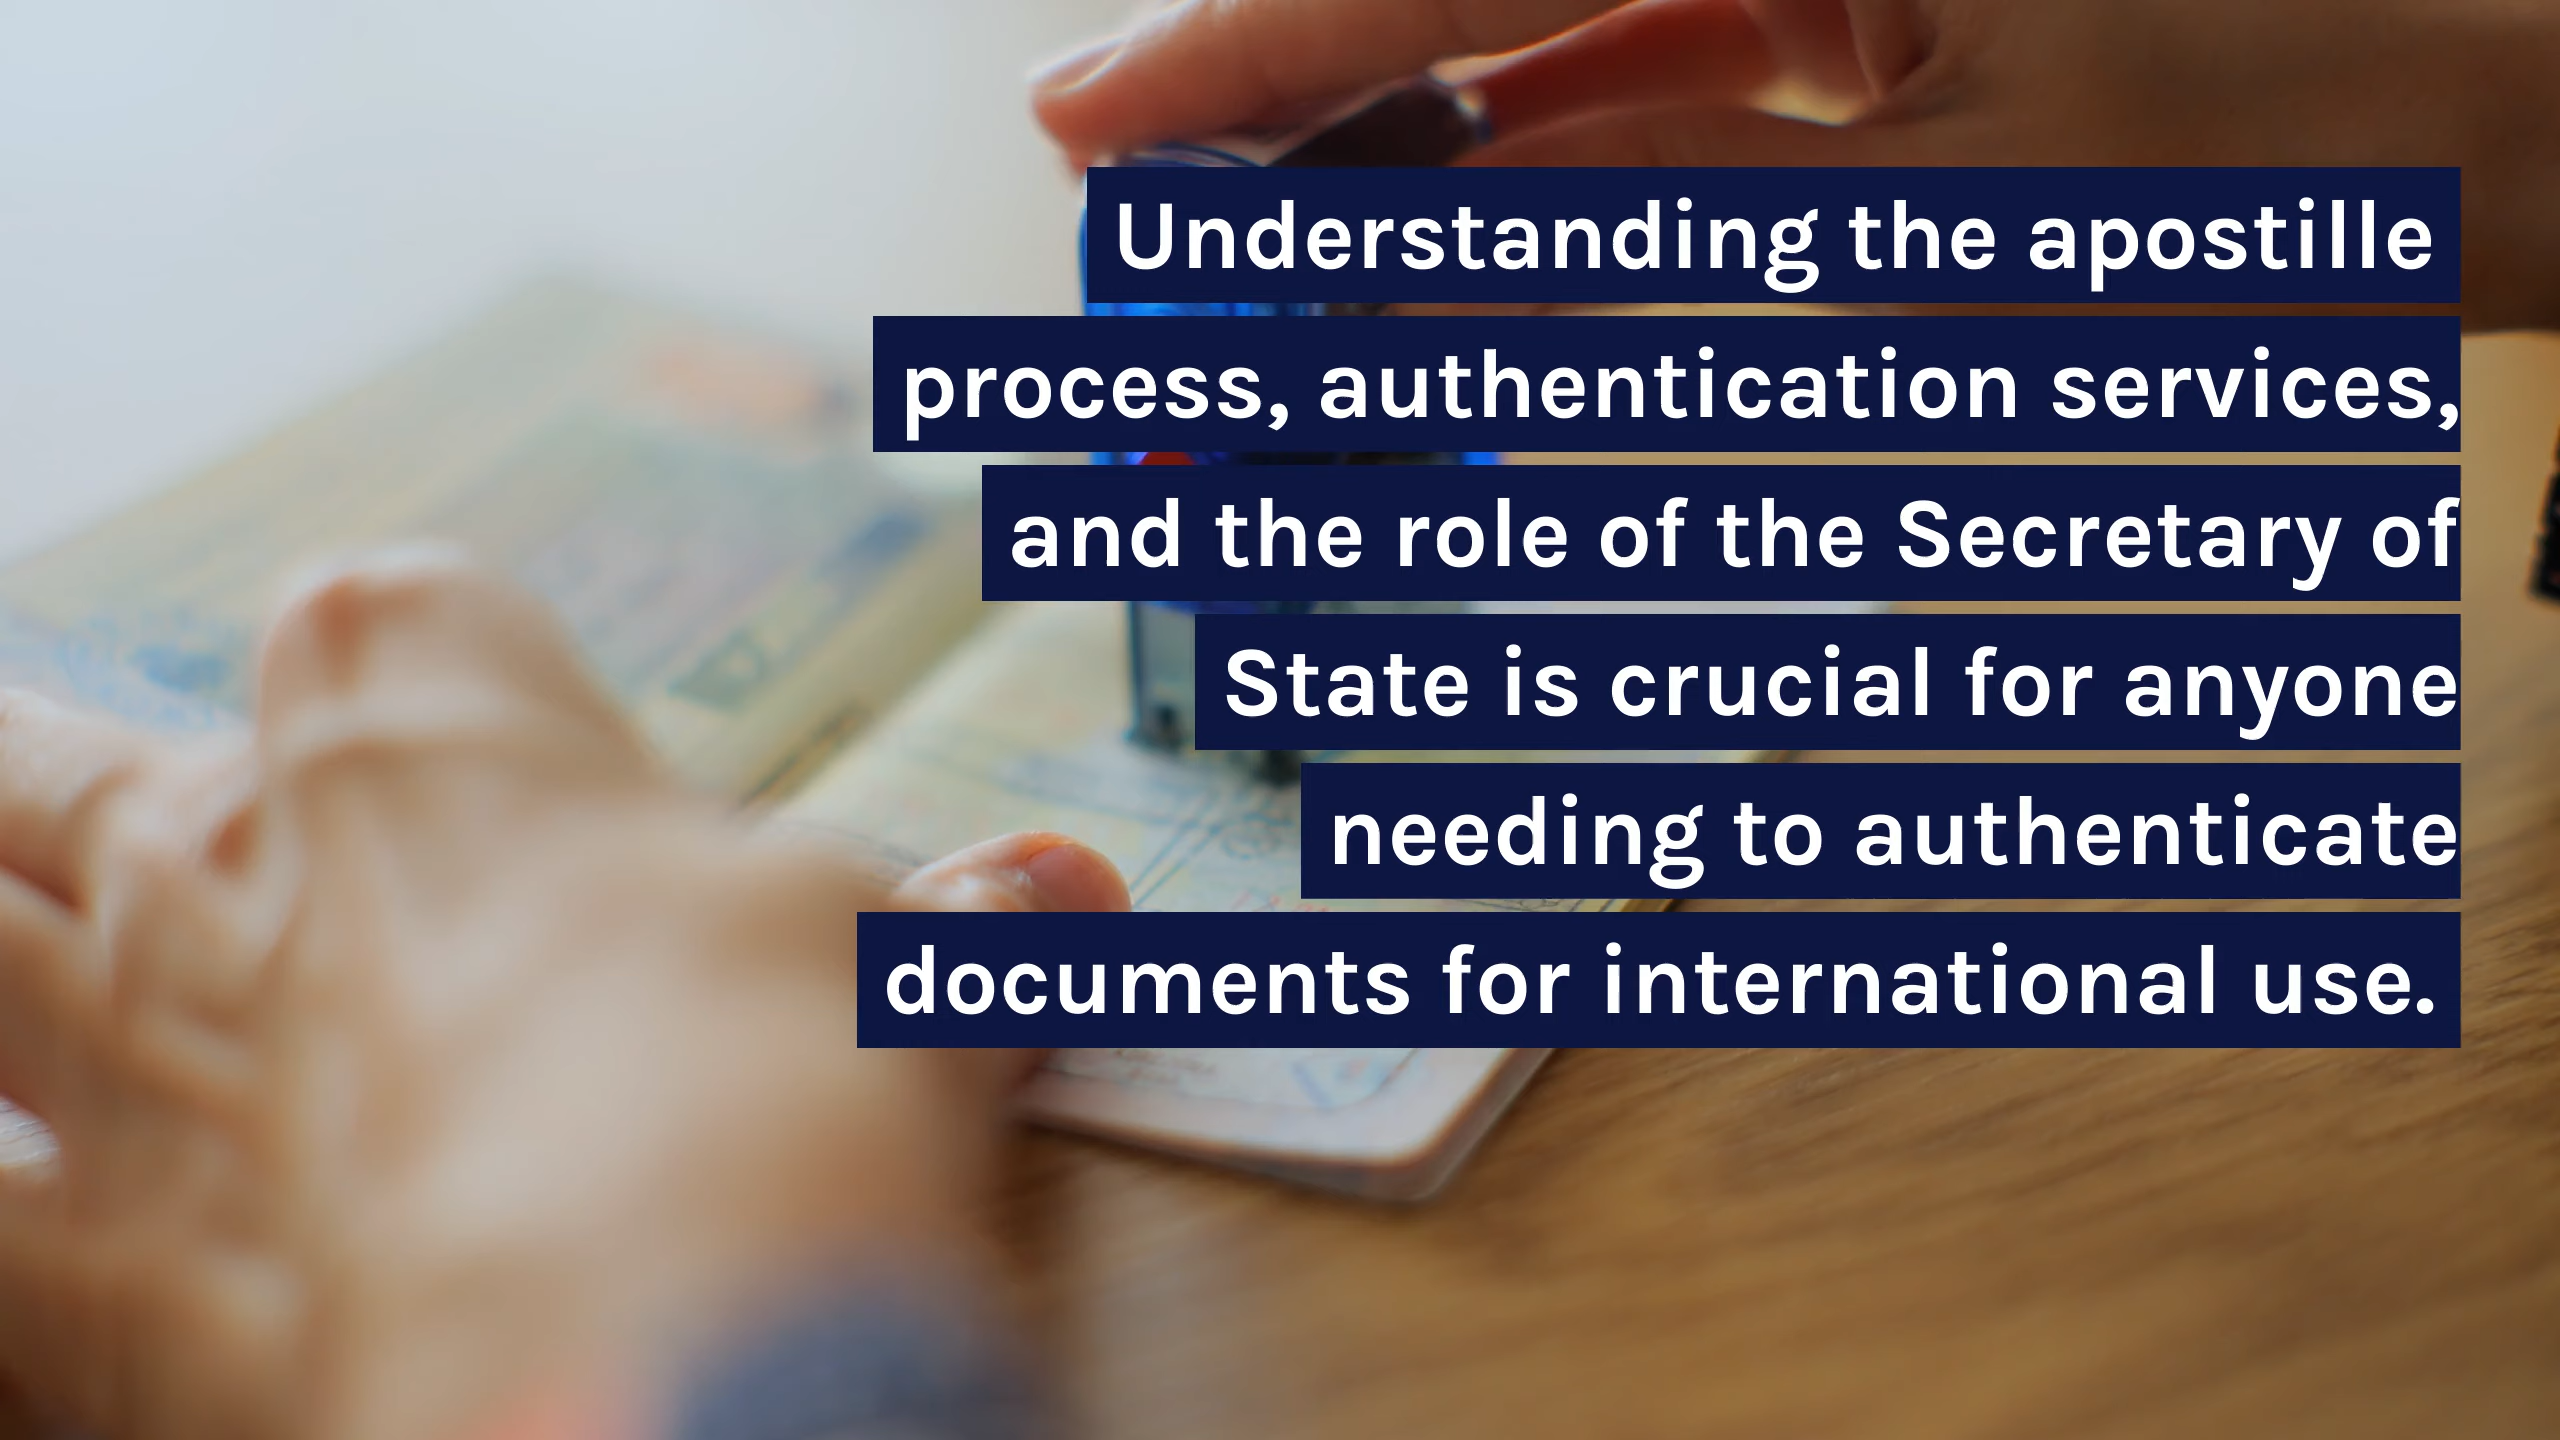 Understanding the apostille
process, authentication services,
and the role of the Secretary of
State is crucial for anyone
needing to authenticate
documents for international use.